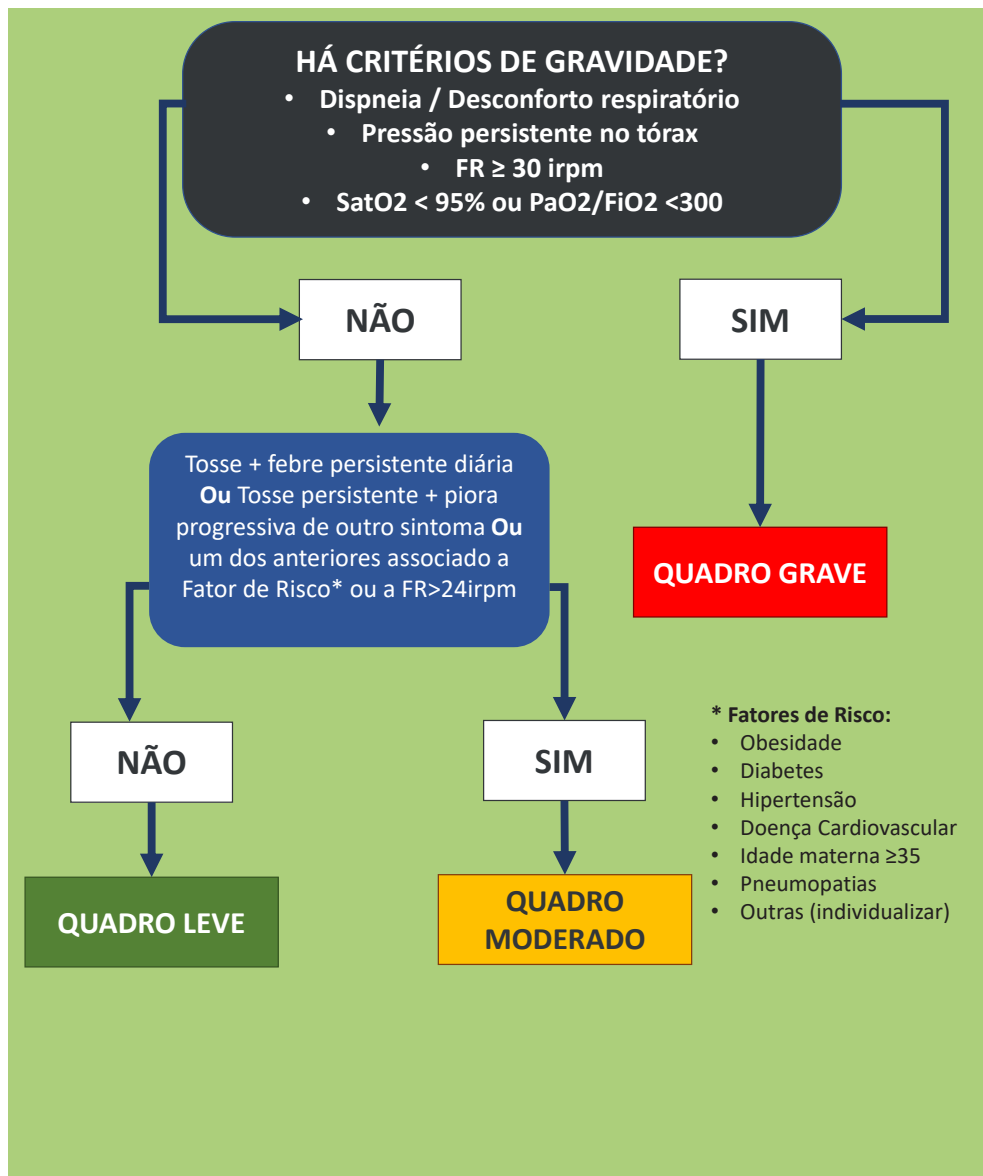 HÁ CRITÉRIOS DE GRAVIDADE?
• Dispneia / Desconforto respiratório
• Pressão persistente no tórax
• FR ≥ 30 irpm
• SatO2 < 95% ou PaO2/FiO2 <300
NÃO
SIM
Tosse + febre persistente diária
Ou Tosse persistente + piora
progressiva de outro sintoma Ou
um dos anteriores associado a
Fator de Risco* ou a FR>24irpm
QUADRO GRAVE
NÃO
SIM
QUADRO LEVE
QUADRO
MODERADO
* Fatores de Risco:
• Obesidade
• Diabetes
• Hipertensão
• Doença Cardiovascular
• Idade materna ≥35
• Pneumopatias
• Outras (individualizar)